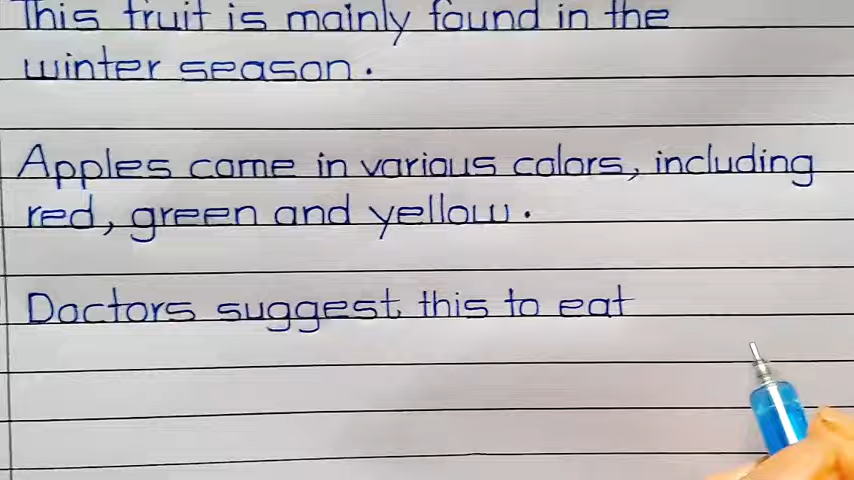 This fruit is mainly found in the
winter season.
Apples come in various colors, including
red, green and yellow.
Doctors suggest this to eat